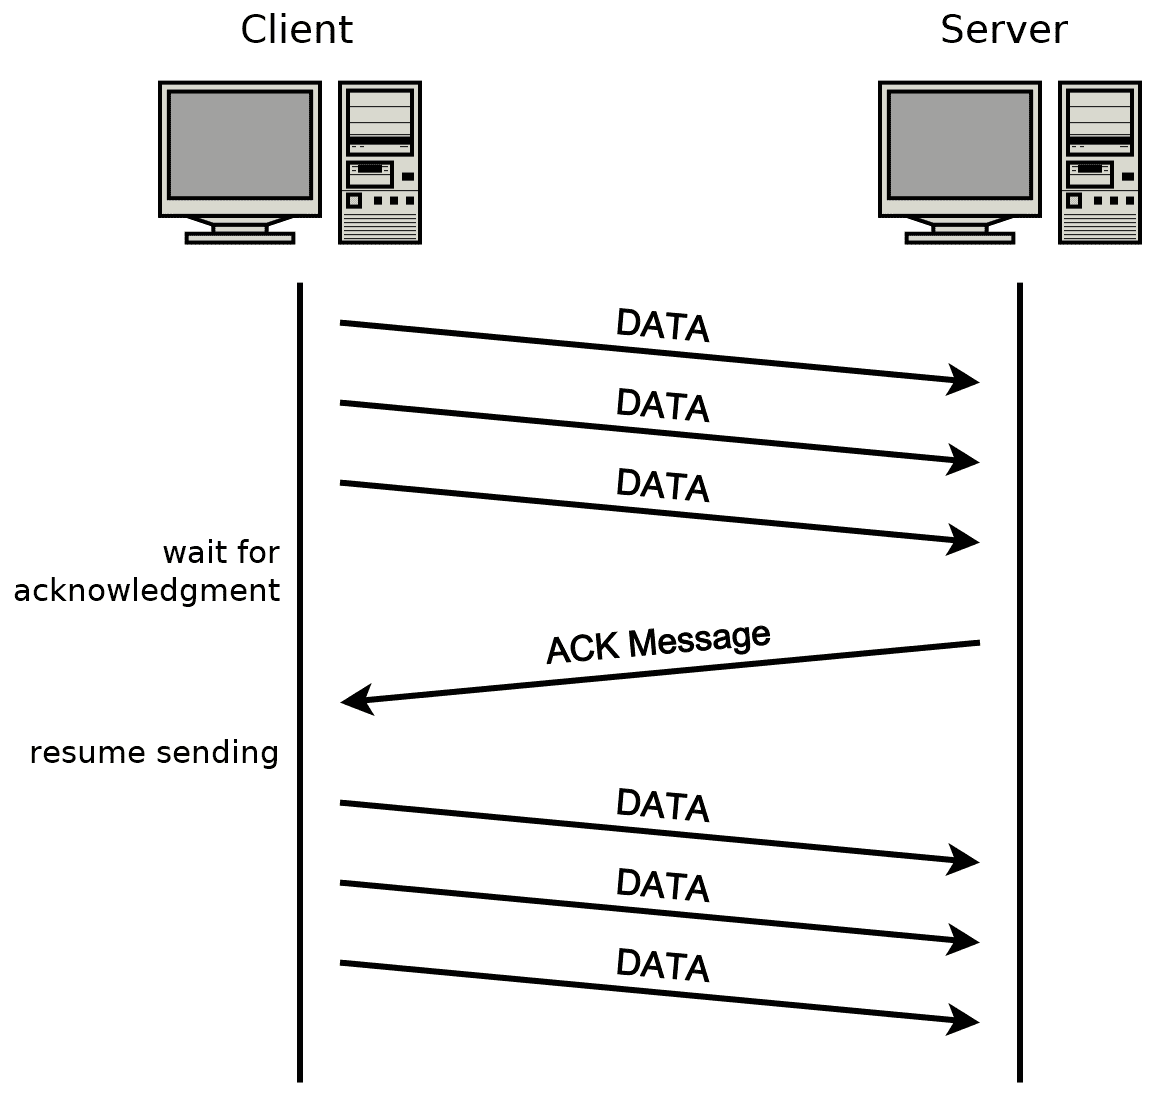 Client
Server
DATA
DATA
DATA
wait for
acknowledgment
ACK Message
resume sending
DATA
DATA
DATA